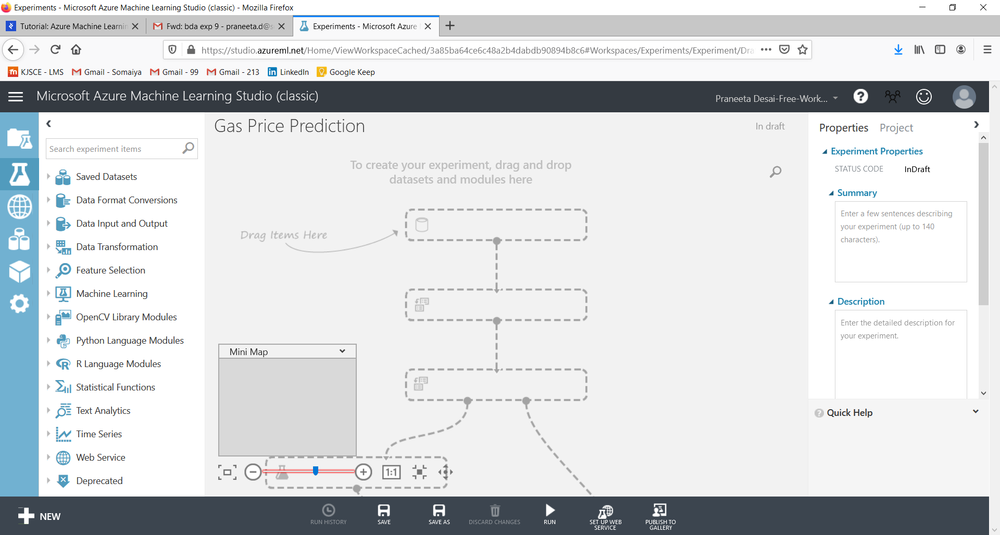 Experiments - Microsoft Azure Machine Learning Studio (classic) - Mozilla Firefox
Tutorial: Azure Machine Learnin
Fwd: bda exp 9 - praneeta.d@s
Experiments - Microsoft Azure
https://studio.azureml.net/Home/ViewWorkspaceCached/3a85ba64ce6c48a2b4dabdb90894b8c6#Workspaces/Experiments/Experiment/Dra
KJSCE - LMS
Gmail - Somaiya
Gmail - 99
Gmail - 213
LinkedIn
Google Keep
Microsoft Azure Machine Learning Studio (classic)
Praneeta Desai-Free-Work...
Search experiment items
Saved Datasets
Data Format Conversions
Data Input and Output
Data Transformation
Feature Selection
Machine Learning
OpenCV Library Modules
Python Language Modules
R Language Modules
Statistical Functions
Text Analytics
Time Series
Web Service
Deprecated
Gas Price Prediction
In draft
To create your experiment, drag and drop
datasets and modules here
Drag Items Here
Mini Map
1:1
Properties
Project
Experiment Properties
STATUS CODE
InDraft
Summary
Enter a few sentences describing
your experiment (up to 140
characters).
Description
Enter the detailed description for
your experiment.
Quick Help
NEW
RUN HISTORY
SAVE
SAVE AS
DISCARD CHANGES
RUN
SET UP WEB
SERVICE
PUBLISH TO
GALLERY